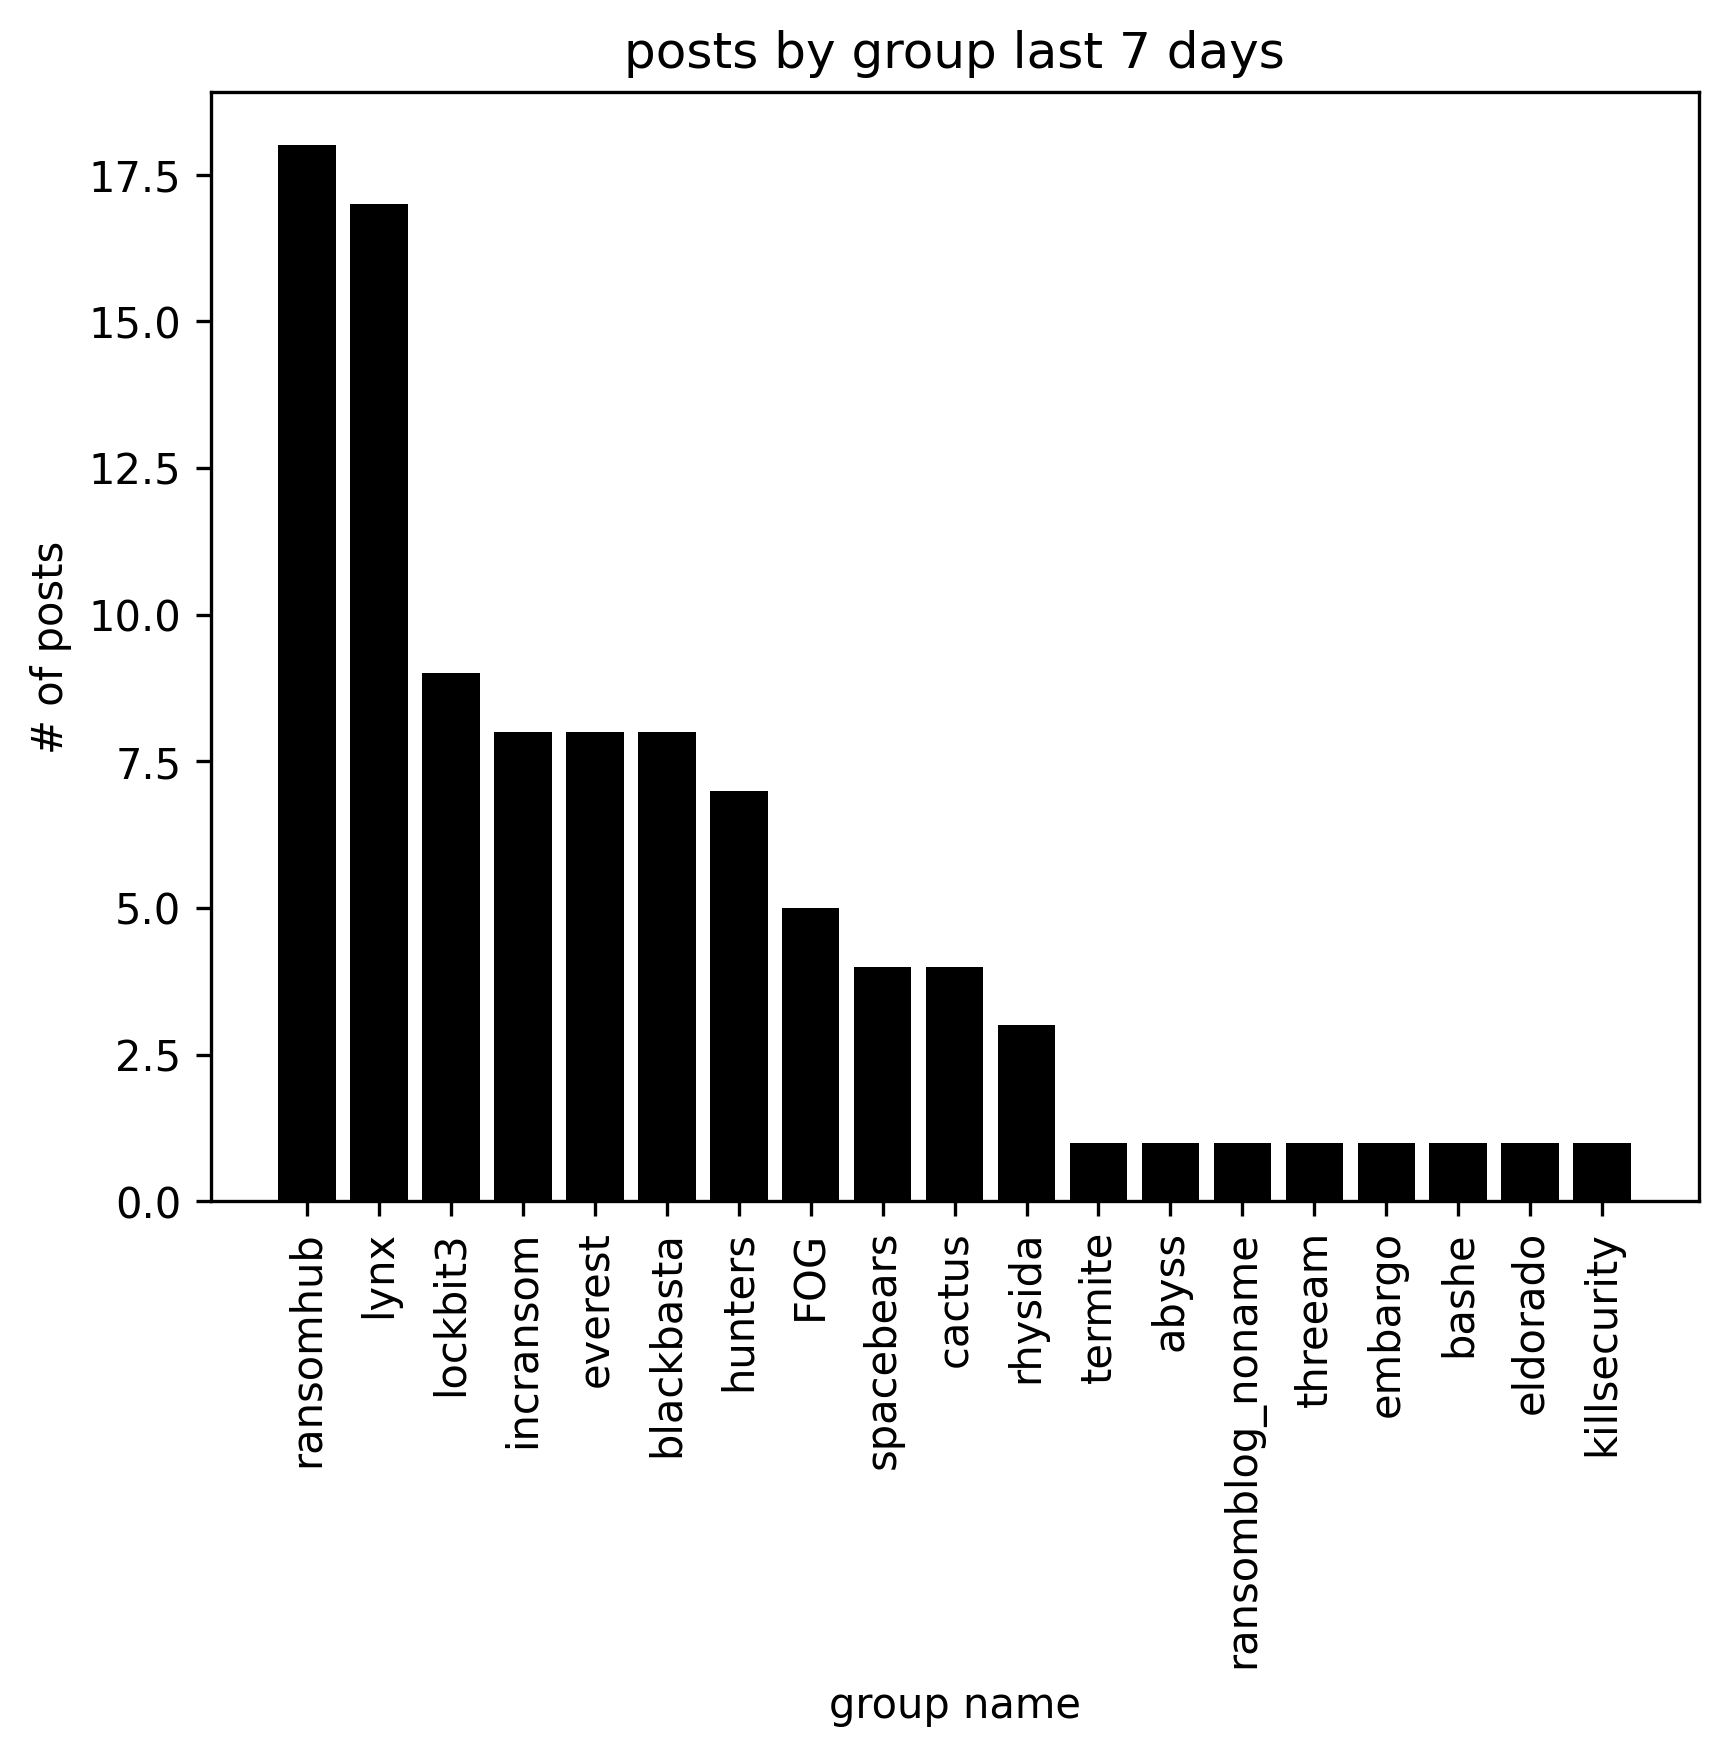 posts by group last 7 days
# of posts
17.5
15.0
12.5
10.0
7.5
5.0
2.5
0.0
ransomhub
lynx
lockbit3
incransom
everest
blackbasta
hunters
FOG
spacebears
cactus
rhysida
termite
abyss
ransomblog_noname
threeam
embargo
bashe
eldorado
killsecurity
group name